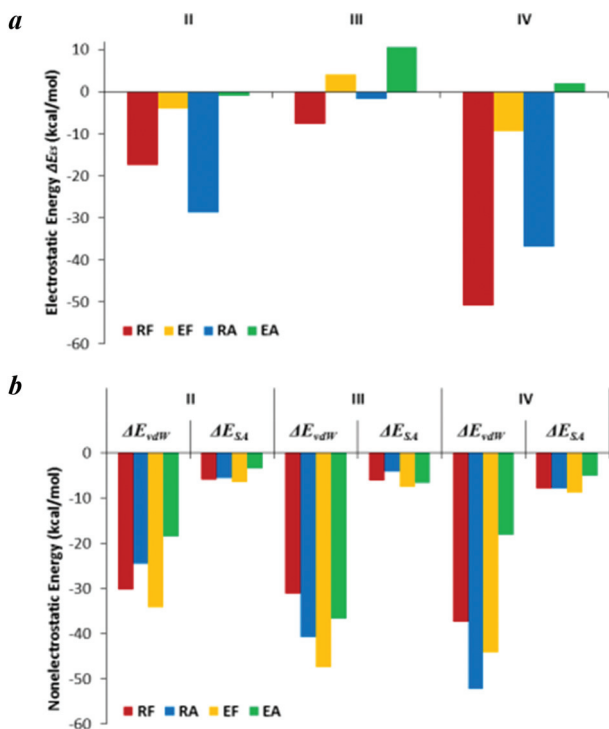 a
II III IV
Electrostatic Energy ΔEES (kcal/mol)
10
0
-10
-20
-30
-40
-50
-60
RF EF RA EA
b
II III IV
ΔEvdW ΔESA ΔEvdW ΔESA ΔEvdW ΔESA
Nonelectrostatic Energy (kcal/mol)
0
-10
-20
-30
-40
-50
-60
RF RA EF EA